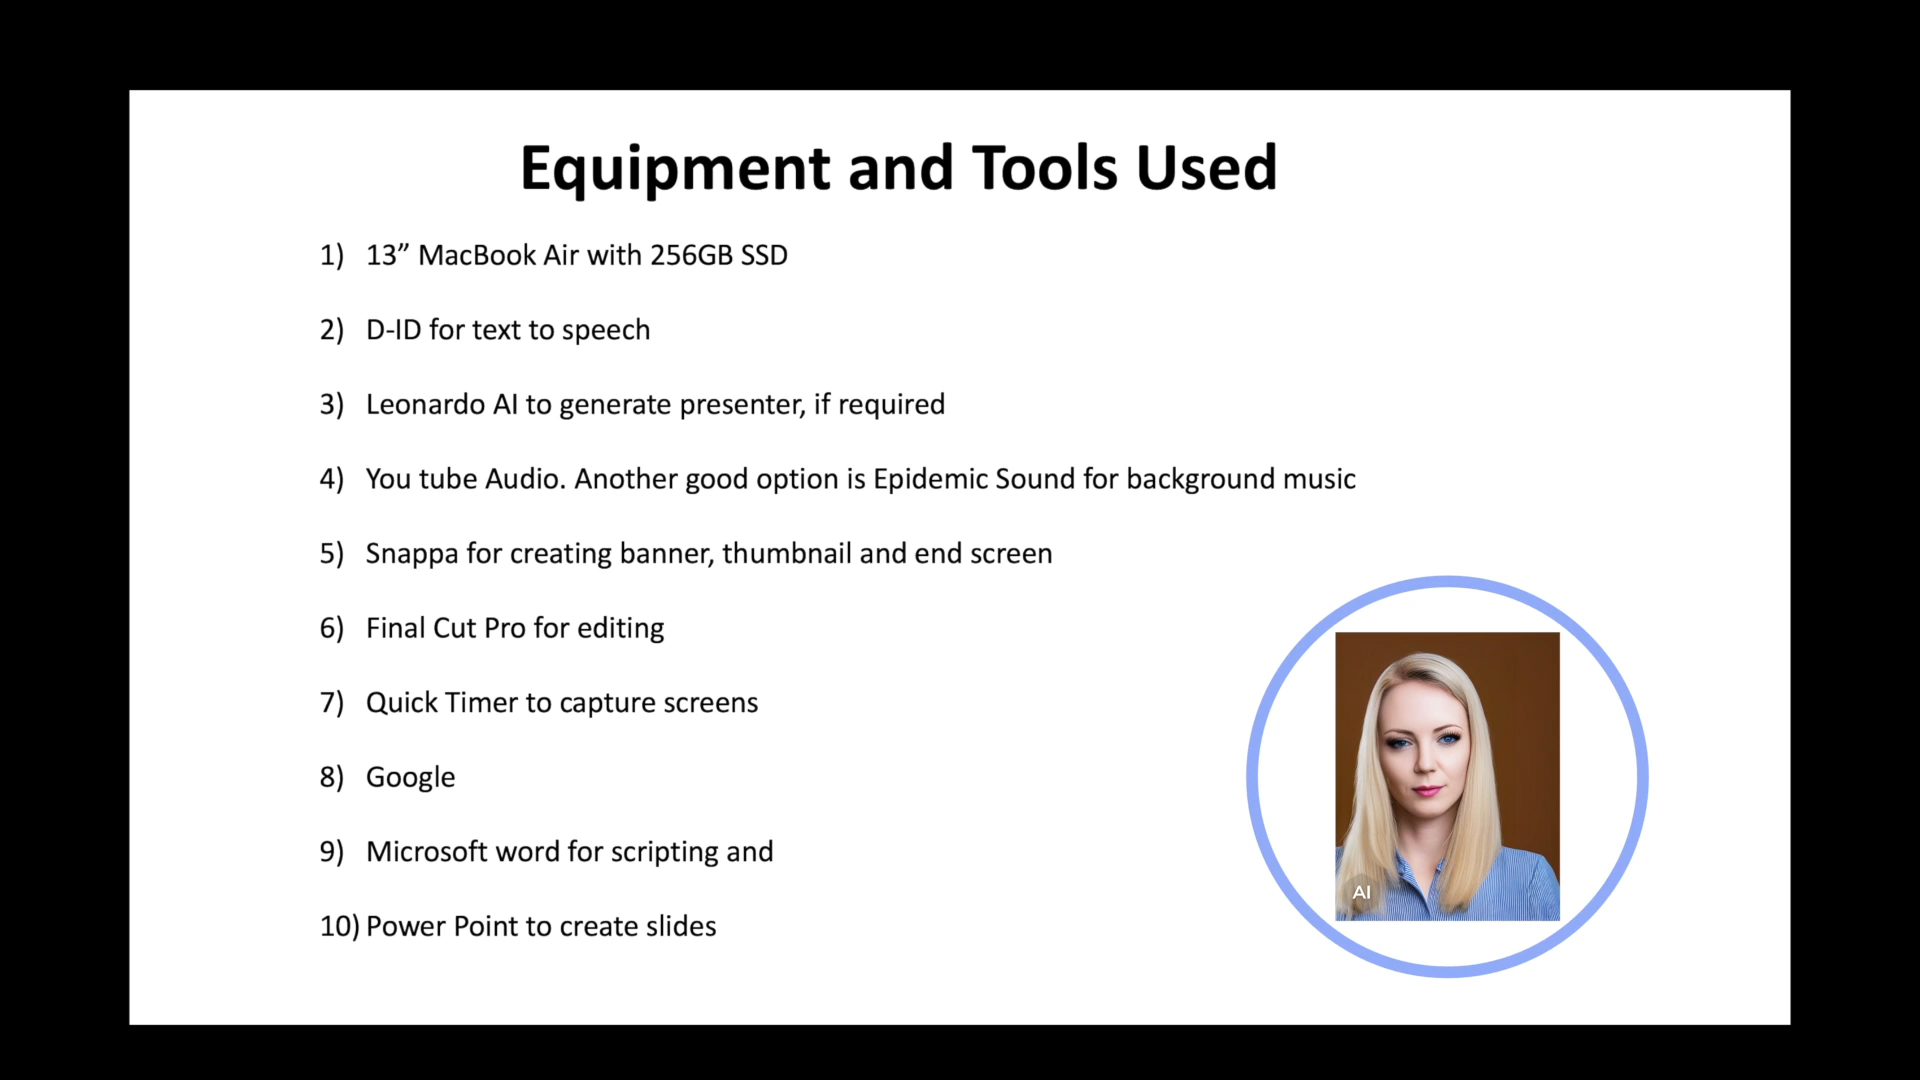 Equipment and Tools Used
1) 13” MacBook Air with 256GB SSD
2) D-ID for text to speech
3) Leonardo AI to generate presenter, if required
4) You tube Audio. Another good option is Epidemic Sound for background music
5) Snappa for creating banner, thumbnail and end screen
6) Final Cut Pro for editing
7) Quick Timer to capture screens
8) Google
9) Microsoft word for scripting and
10) Power Point to create slides
AI